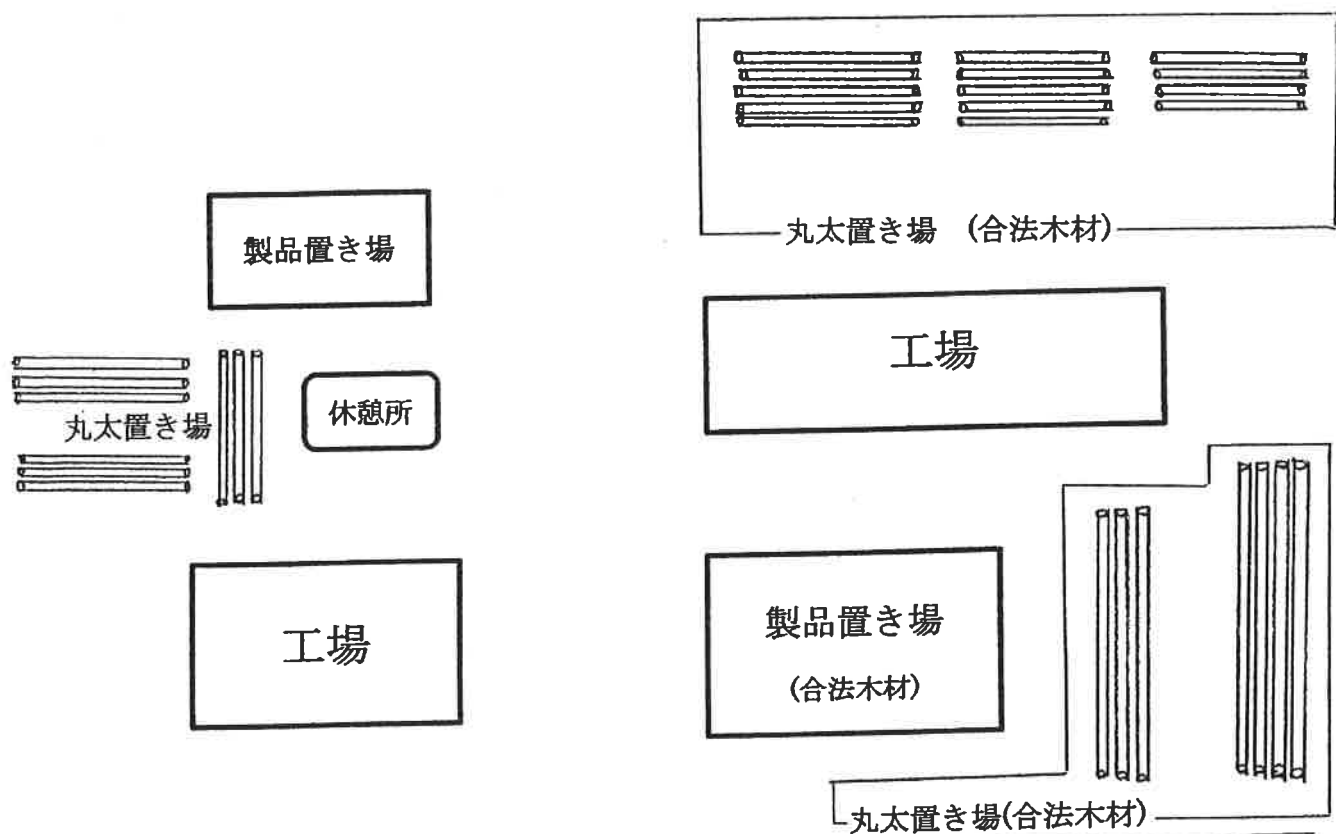 丸太置き場 (合法木材)
製品置き場
工場
休憩所
丸太置き場
工場
製品置き場
(合法木材)
丸太置き場(合法木材)